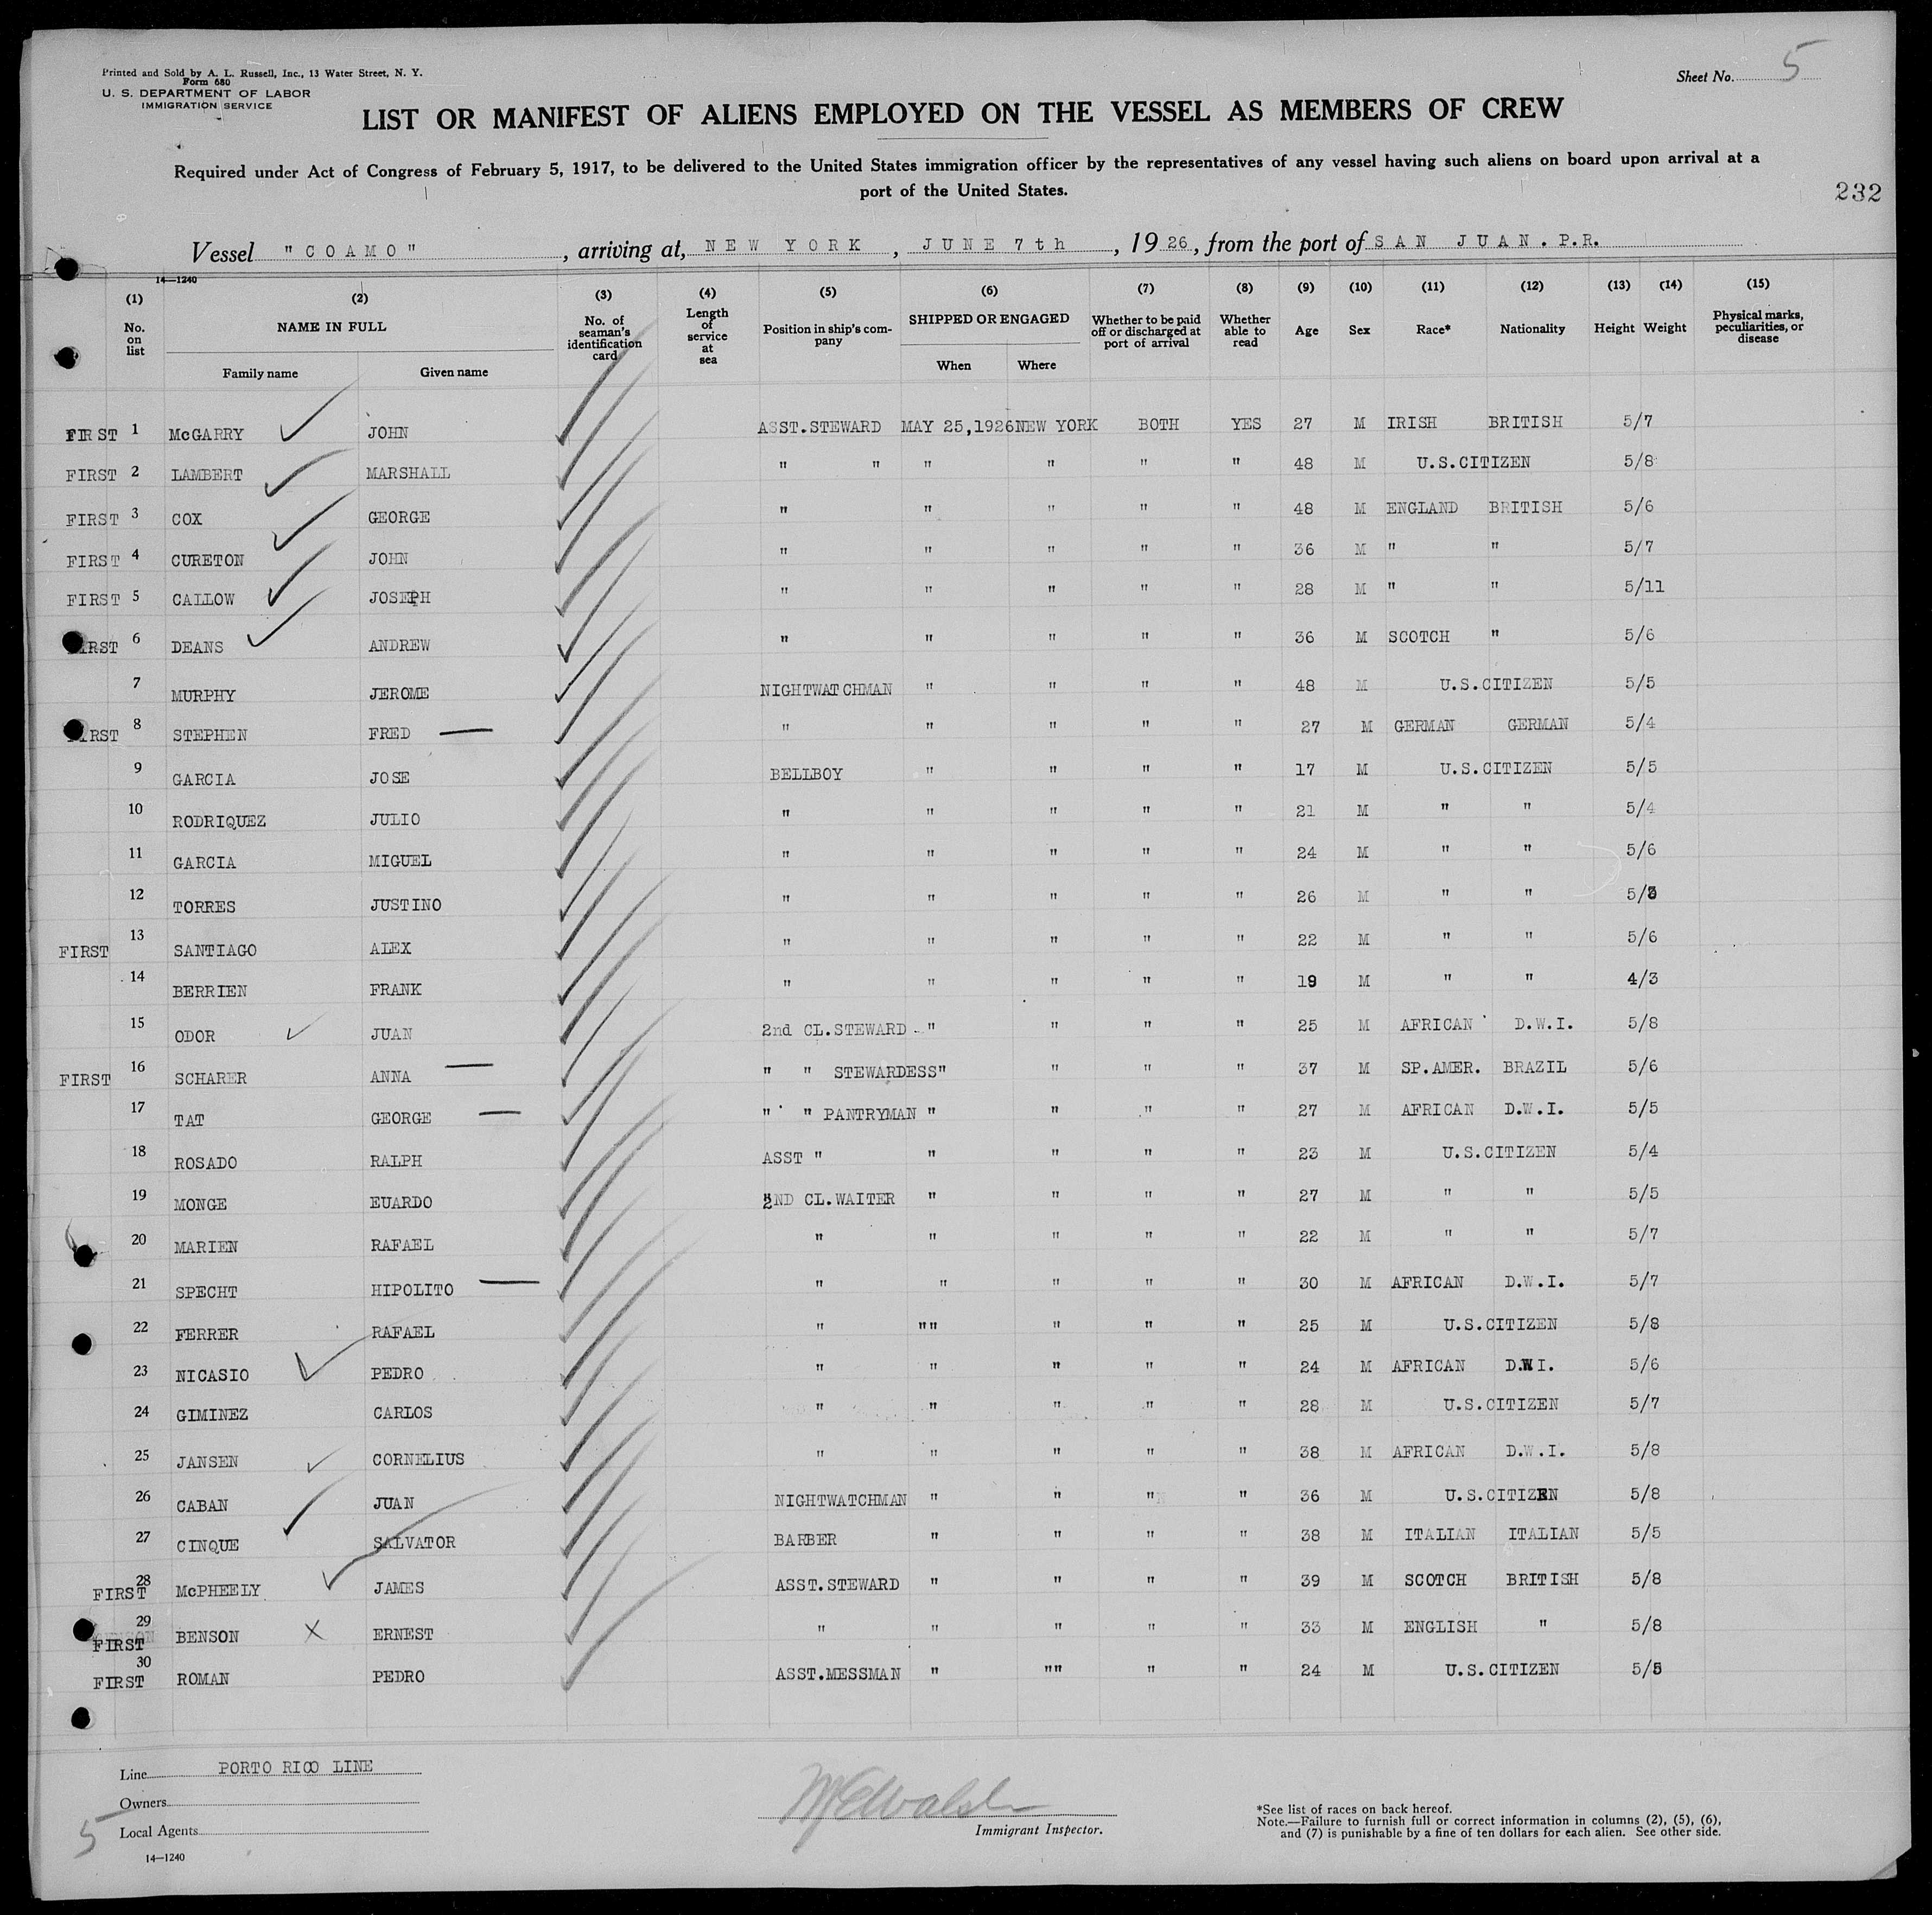 Printed and Sold by A. L. Russell, Inc., 13 Water Street, N. Y.
Form 680
U. S. DEPARTMENT OF LABOR
IMMIGRATION SERVICE
Sheet No. 5
LIST OR MANIFEST OF ALIENS EMPLOYED ON THE VESSEL AS MEMBERS OF CREW
Required under Act of Congress of February 5, 1917, to be delivered to the United States immigration officer by the representatives of any vessel having such aliens on board upon arrival at a
port of the United States.
232
Vessel "COAMO", arriving at, NEW YORK, JUNE 7th, 1926, from the port of SAN JUAN. P.R.
14—1240
(1) (2) (3) (4) (5) (6) (7) (8) (9) (10) (11) (12) (13) (14) (15)
No. on list NAME IN FULL No. of seaman's identification card Length of service at sea Position in ship's company SHIPPED OR ENGAGED Whether to be paid off or discharged at port of arrival Whether able to read Age Sex Race* Nationality Height Weight Physical marks, peculiarities, or disease
Family name Given name When Where
FIRST 1 McGARRY JOHN ASST.STEWARD MAY 25,1926 NEW YORK BOTH YES 27 M IRISH BRITISH 5/7
FIRST 2 LAMBERT MARSHALL " " " " " " 48 M U.S.CITIZEN 5/8
FIRST 3 COX GEORGE " " " " " 48 M ENGLAND BRITISH 5/6
FIRST 4 CURETON JOHN " " " " " 36 M " " 5/7
FIRST 5 CALLOW JOSEPH " " " " " 28 M " " 5/11
FIRST 6 DEANS ANDREW " " " " " 36 M SCOTCH " 5/6
7 MURPHY JEROME NIGHTWATCHMAN " " " " 48 M U.S.CITIZEN 5/5
FIRST 8 STEPHEN FRED — " " " " " 27 M GERMAN GERMAN 5/4
9 GARCIA JOSE BELLBOY " " " " 17 M U.S.CITIZEN 5/5
10 RODRIQUEZ JULIO " " " " " 21 M " " 5/4
11 GARCIA MIGUEL " " " " " 24 M " " 5/6
12 TORRES JUSTINO " " " " " 26 M " "
FIRST 13 SANTIAGO ALEX " " " " " 22 M " " 5/6
14 BERRIEN FRANK " " " " " 19 M " " 4/3
15 ODOR JUAN 2nd CL.STEWARD " " " " 25 M AFRICAN D.W.I. 5/8
FIRST 16 SCHARER ANNA — " " STEWARDESS " " " " 37 M SP.AMER. BRAZIL 5/6
17 TAT GEORGE — " " PANTRYMAN " " " " 27 M AFRICAN D.W.I. 5/5
18 ROSADO RALPH ASST " " " " " 23 M U.S.CITIZEN 5/4
19 MONGE EUARDO 2ND CL.WAITER " " " " 27 M " " 5/5
20 MARIEN RAFAEL " " " " " 22 M " " 5/7
21 SPECHT HIPOLITO — " " " " " 30 M AFRICAN D.W.I. 5/7
22 FERRER RAFAEL " "" " " " 25 M U.S.CITIZEN 5/8
23 NICASIO PEDRO " " " " " 24 M AFRICAN D.W.I. 5/6
24 GIMINEZ CARLOS " " " " " 28 M U.S.CITIZEN 5/7
25 JANSEN CORNELIUS " " " " " 38 M AFRICAN D.W.I. 5/8
26 CABAN JUAN NIGHTWATCHMAN " " " " 36 M U.S.CITIZEN 5/8
27 CINQUE SALVATOR BARBER " " " " 38 M ITALIAN ITALIAN 5/5
FIRST 28 McPHEELY JAMES ASST.STEWARD " " " " 39 M SCOTCH BRITISH 5/8
FIRST 29 BENSON X ERNEST " " " " " 33 M ENGLISH " 5/8
FIRST 30 ROMAN PEDRO ASST.MESSMAN " "" " " 24 M U.S.CITIZEN 5/5
Line PORTO RICO LINE
Owners
Local Agents
5
14—1240
Immigrant Inspector.
*See list of races on back hereof.
Note.—Failure to furnish full or correct information in columns (2), (5), (6),
and (7) is punishable by a fine of ten dollars for each alien. See other side.